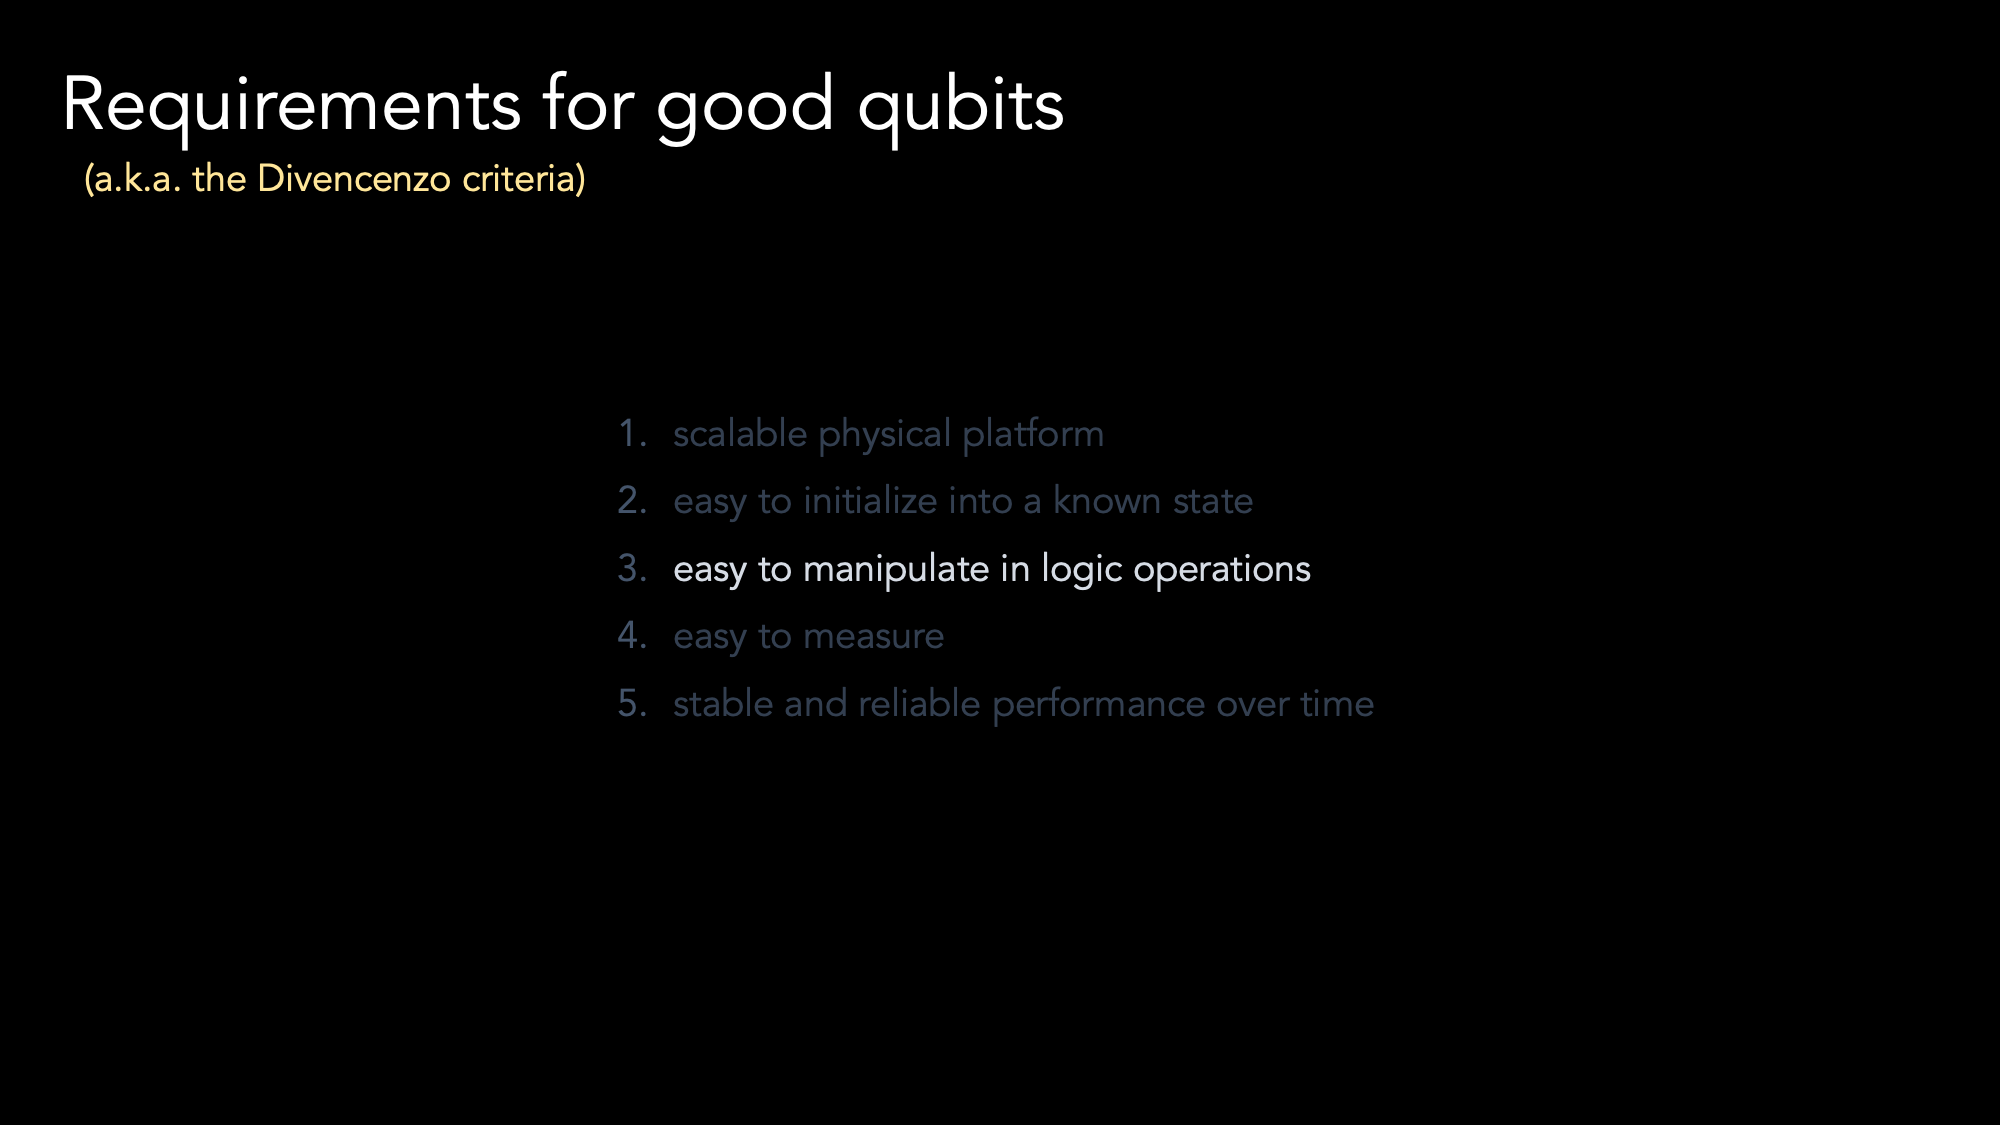 Requirements for good qubits
(a.k.a. the Divencenzo criteria)
1. scalable physical platform
2. easy to initialize into a known state
3. easy to manipulate in logic operations
4. easy to measure
5. stable and reliable performance over time